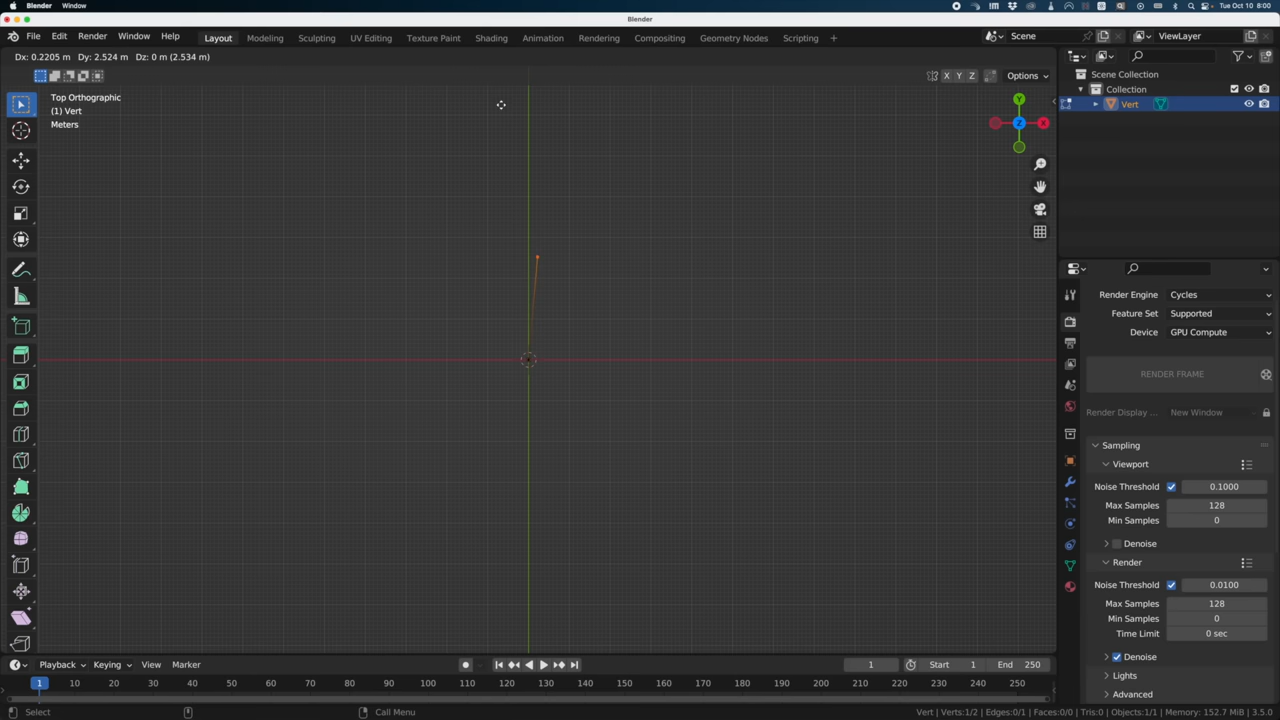 Blender Window Tue Oct 10 8:00
Blender
File Edit Render Window Help Layout Modeling Sculpting UV Editing Texture Paint Shading Animation Rendering Compositing Geometry Nodes Scripting + Scene ViewLayer
Dx: 0.2205 m Dy: 2.524 m Dz: 0 m (2.534 m)
X Y Z Options
Scene Collection
Collection
Vert
Top Orthographic
(1) Vert
Meters
Y
Z X
Render Engine Cycles
Feature Set Supported
Device GPU Compute
RENDER FRAME
Render Display ... New Window
Sampling
Viewport
Noise Threshold 0.1000
Max Samples 128
Min Samples 0
Denoise
Render
Noise Threshold 0.0100
Max Samples 128
Min Samples 0
Time Limit 0 sec
Denoise
Lights
Advanced
Playback Keying View Marker 1 Start 1 End 250
1 10 20 30 40 50 60 70 80 90 100 110 120 130 140 150 160 170 180 190 200 210 220 230 240 250
Select Call Menu Vert | Verts:1/2 | Edges:0/1 | Faces:0/0 | Tris:0 | Objects:1/1 | Memory: 152.7 MiB | 3.5.0